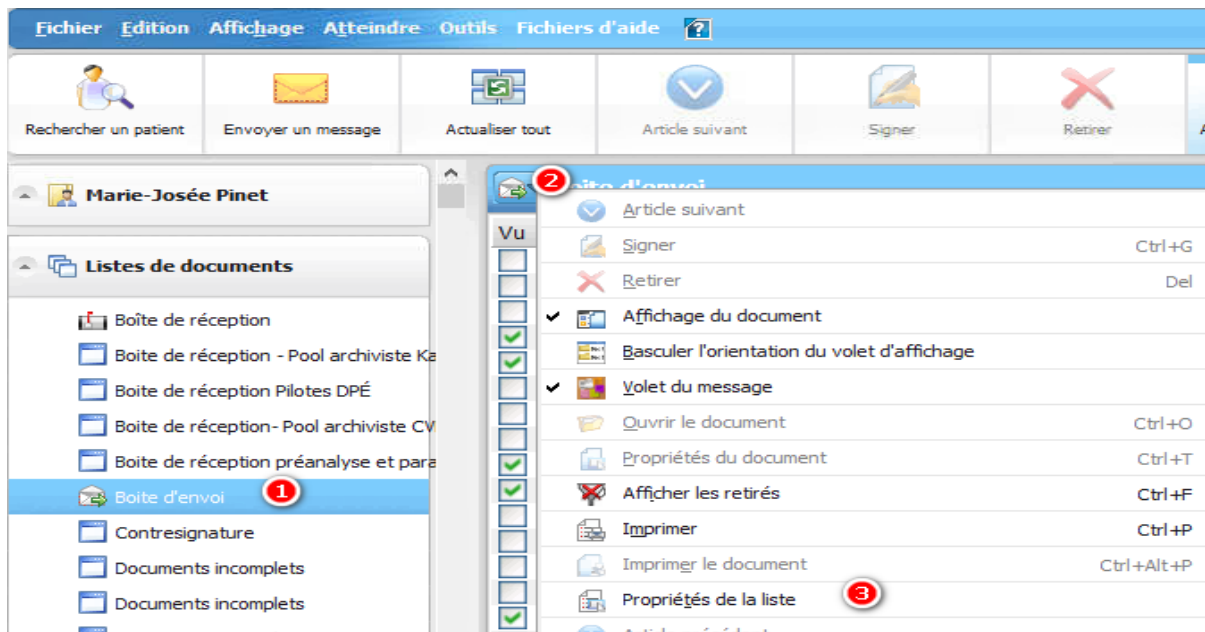 Fichier Edition Affichage Atteindre Outils Fichiers d'aide ?
Rechercher un patient Envoyer un message Actualiser tout Article suivant Signer Retirer
Marie-Josée Pinet
Listes de documents
Boîte de réception
Boite de réception - Pool archiviste Ka
Boite de réception Pilotes DPÉ
Boite de réception- Pool archiviste
Boite de réception préanalyse et para
Boite d'envoi 1
Contresignature
Documents incomplets
Documents incomplets
2 Boite d'envoi
Vu
Article suivant
Signer Ctrl+G
Retirer Del
Affichage du document
Basculer l'orientation du volet d'affichage
Volet du message
Ouvrir le document Ctrl+O
Propriétés du document Ctrl+T
Afficher les retirés Ctrl+F
Imprimer Ctrl+P
Imprimer le document Ctrl+Alt+P
Propriétés de la liste 3